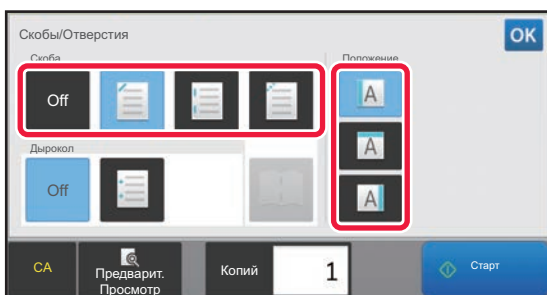 Скобы/Отверстия
OK
Скоба
Положение
Off
A
A
A
Дырокол
Off
CA
Предварит.
Просмотр
Копий
1
Старт